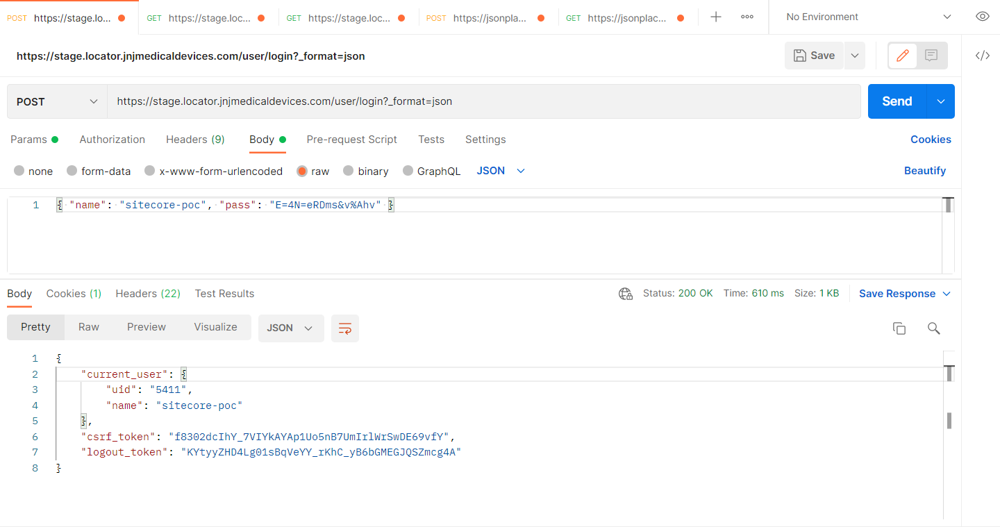 POST https://stage.lo... GET https://stage.loc... GET https://stage.loc... POST https://jsonpla... GET https://jsonplac... No Environment
https://stage.locator.jnjmedicaldevices.com/user/login?_format=json Save
POST https://stage.locator.jnjmedicaldevices.com/user/login?_format=json Send
Params Authorization Headers (9) Body Pre-request Script Tests Settings Cookies
none form-data x-www-form-urlencoded raw binary GraphQL JSON Beautify
1 { "name": "sitecore-poc", "pass": "E=4N=eRDms&v%Ahv" }
Body Cookies (1) Headers (22) Test Results Status: 200 OK Time: 610 ms Size: 1 KB Save Response
Pretty Raw Preview Visualize JSON
1 {
2 "current_user": {
3 "uid": "5411",
4 "name": "sitecore-poc"
5 },
6 "csrf_token": "f8302dcIhY_7VIYkAYAp1Uo5nB7UmIrlWrSwDE69vfY",
7 "logout_token": "KYtyyZHD4Lg01sBqVeYY_rKhC_yB6bGMEGJQSZmcg4A"
8 }